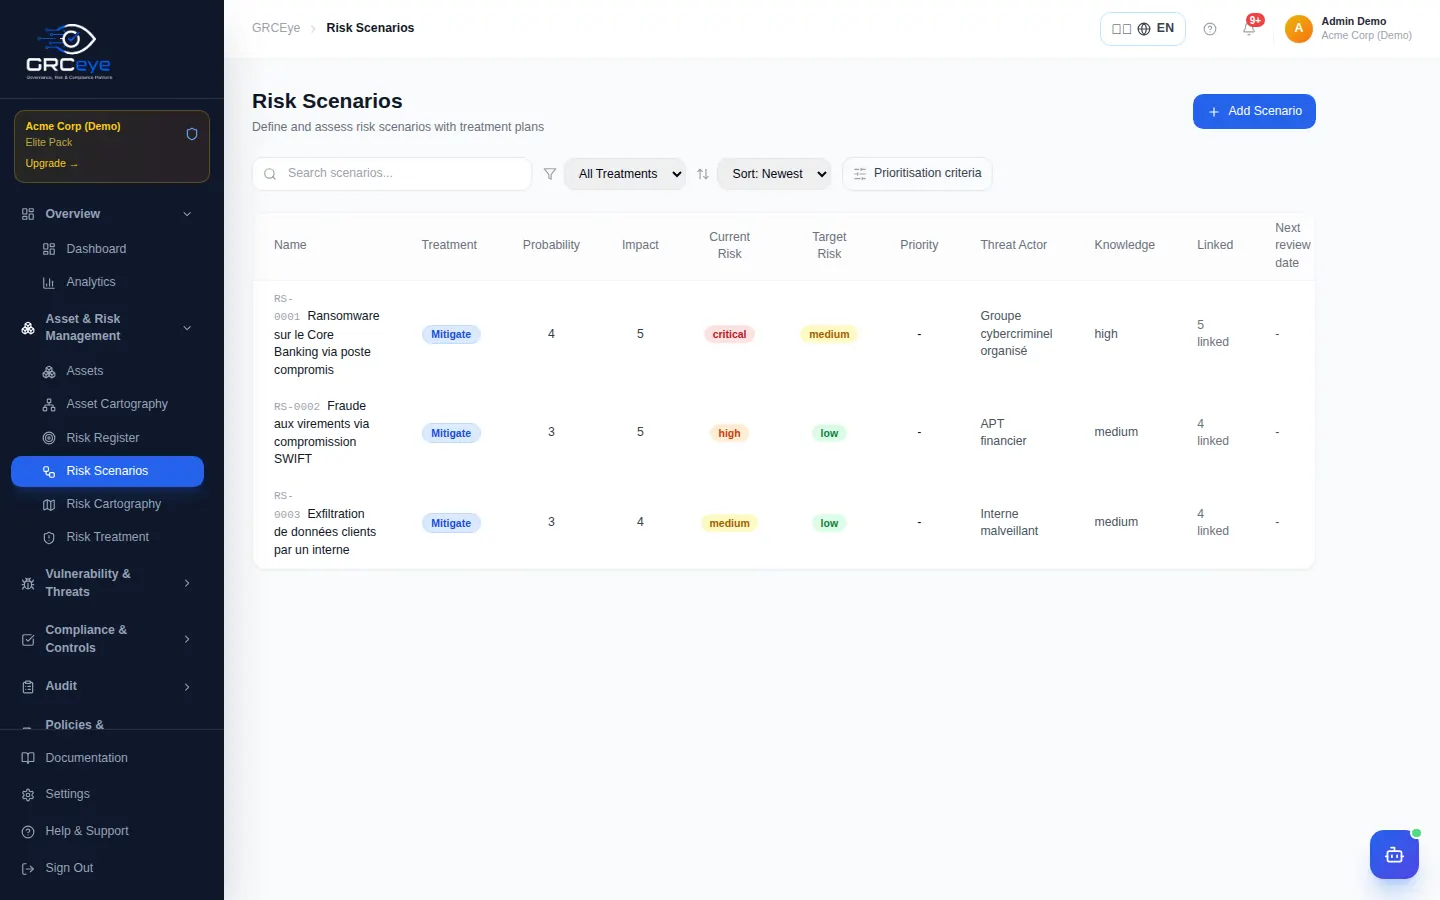 GRCeye
Governance, Risk & Compliance Platform
Acme Corp (Demo)
Elite Pack
Upgrade →
Overview
Dashboard
Analytics
Asset & Risk
Management
Assets
Asset Cartography
Risk Register
Risk Scenarios
Risk Cartography
Risk Treatment
Vulnerability &
Threats
Compliance &
Controls
Audit
Policies &
Documentation
Settings
Help & Support
Sign Out
GRCEye > Risk Scenarios
EN
9+
A
Admin Demo
Acme Corp (Demo)
Risk Scenarios
Define and assess risk scenarios with treatment plans
+ Add Scenario
Search scenarios...
All Treatments
Sort: Newest
Prioritisation criteria
Name
Treatment
Probability
Impact
Current
Risk
Target
Risk
Priority
Threat Actor
Knowledge
Linked
Next
review
date
RS-
0001 Ransomware
sur le Core
Banking via poste
compromis
Mitigate
4
5
critical
medium
-
Groupe
cybercriminel
organisé
high
5
linked
-
RS-0002 Fraude
aux virements via
compromission
SWIFT
Mitigate
3
5
high
low
-
APT
financier
medium
4
linked
-
RS-
0003 Exfiltration
de données clients
par un interne
Mitigate
3
4
medium
low
-
Interne
malveillant
medium
4
linked
-